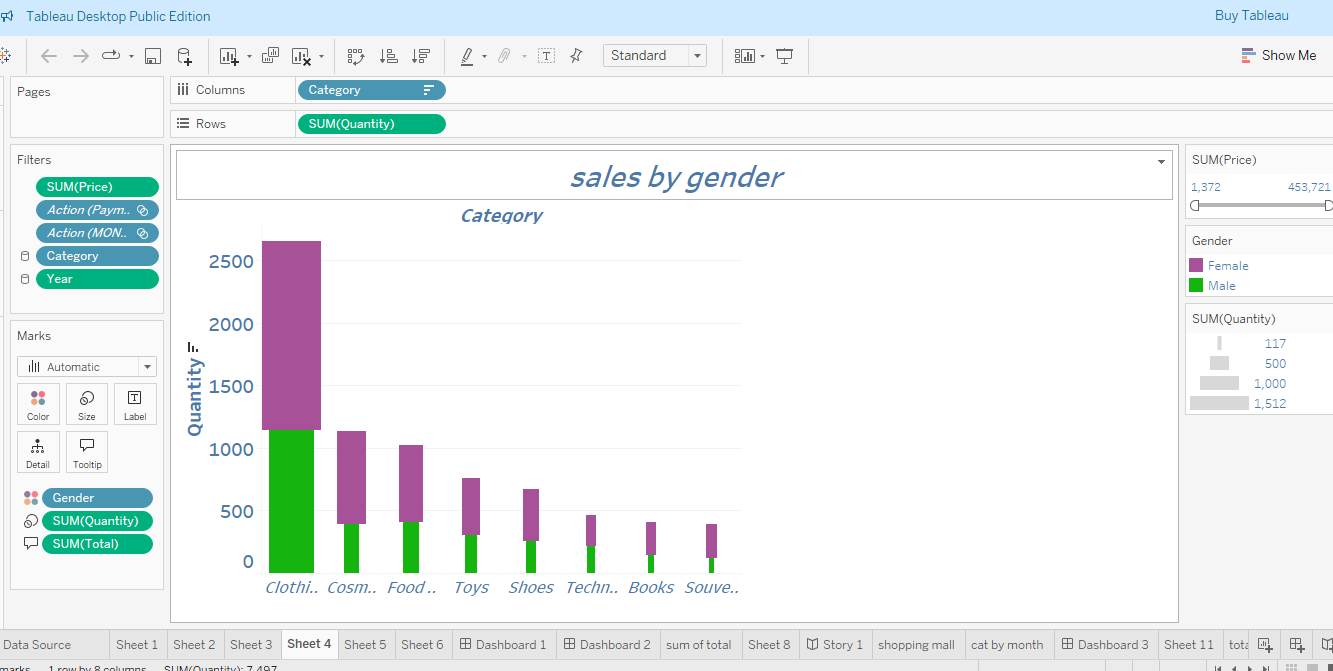 Tableau Desktop Public Edition
Buy Tableau
Standard
Show Me
Pages
Columns
Category
Rows
SUM(Quantity)
Filters
SUM(Price)
Action (Paym..
Action (MON..
Category
Year
Marks
Automatic
Color
Size
Label
Detail
Tooltip
Gender
SUM(Quantity)
SUM(Total)
sales by gender
Category
Quantity
2500
2000
1500
1000
500
0
Clothi.. Cosm.. Food .. Toys Shoes Techn.. Books Souve..
SUM(Price)
1,372 453,721
Gender
Female
Male
SUM(Quantity)
117
500
1,000
1,512
Data Source Sheet 1 Sheet 2 Sheet 3 Sheet 4 Sheet 5 Sheet 6 Dashboard 1 Dashboard 2 sum of total Sheet 8 Story 1 shopping mall cat by month Dashboard 3 Sheet 11 tota
marks 1 row by 8 columns SUM(Quantity): 7,497